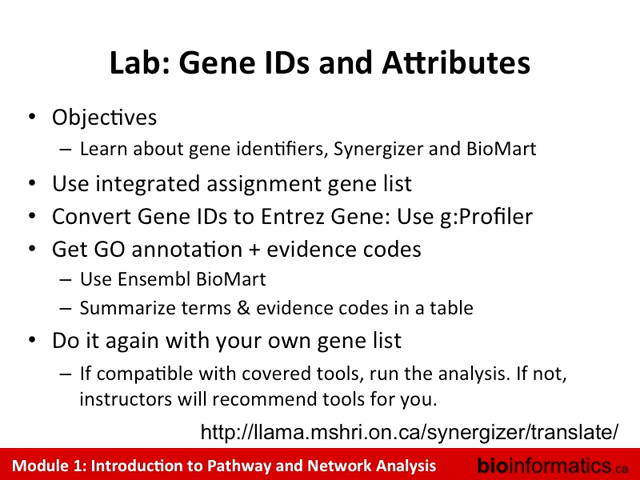 Lab: Gene IDs and Attributes
• Objectives
– Learn about gene identifiers, Synergizer and BioMart
• Use integrated assignment gene list
• Convert Gene IDs to Entrez Gene: Use g:Profiler
• Get GO annotation + evidence codes
– Use Ensembl BioMart
– Summarize terms & evidence codes in a table
• Do it again with your own gene list
– If compatible with covered tools, run the analysis. If not,
instructors will recommend tools for you.
http://llama.mshri.on.ca/synergizer/translate/
Module 1: Introduction to Pathway and Network Analysis
bioinformatics.ca